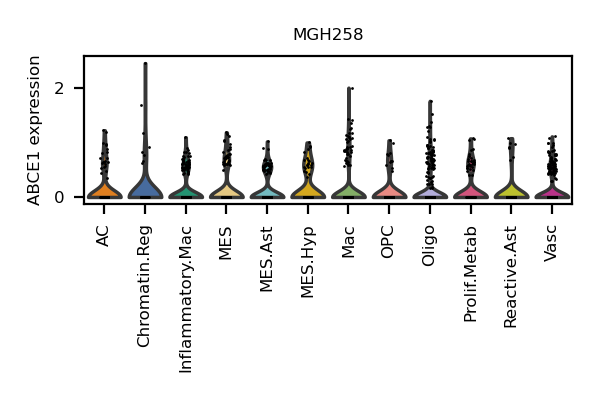 MGH258
ABCE1 expression
2
0
AC
Chromatin.Reg
Inflammatory.Mac
MES
MES.Ast
MES.Hyp
Mac
OPC
Oligo
Prolif.Metab
Reactive.Ast
Vasc